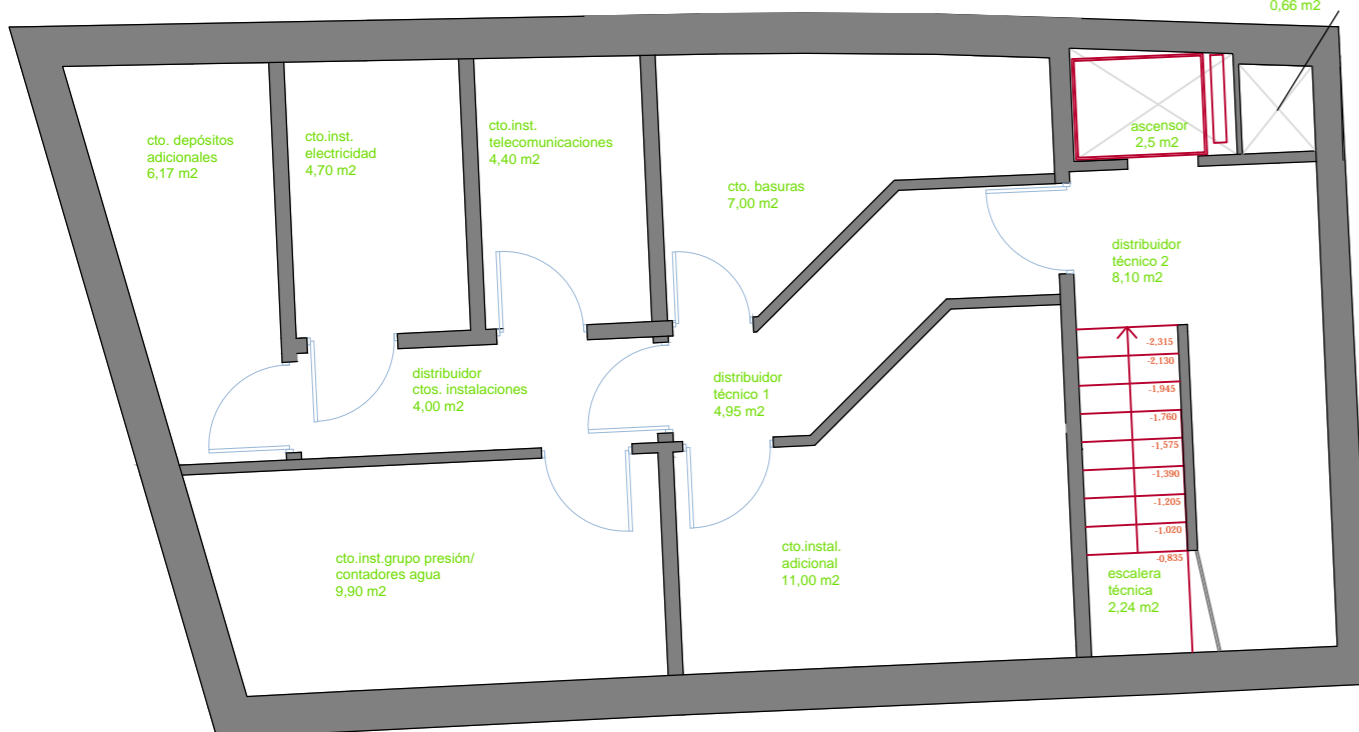 0,66 m2
cto. depósitos
adicionales
6,17 m2
cto.inst.
electricidad
4,70 m2
cto.inst.
telecomunicaciones
4,40 m2
cto. basuras
7,00 m2
ascensor
2,5 m2
distribuidor
técnico 2
8,10 m2
distribuidor
ctos. instalaciones
4,00 m2
distribuidor
técnico 1
4,95 m2
-2,315
-2,130
-1,945
-1,760
-1,575
-1,390
-1,205
-1,020
-0,835
cto.inst.grupo presión/
contadores agua
9,90 m2
cto.instal.
adicional
11,00 m2
escalera
técnica
2,24 m2